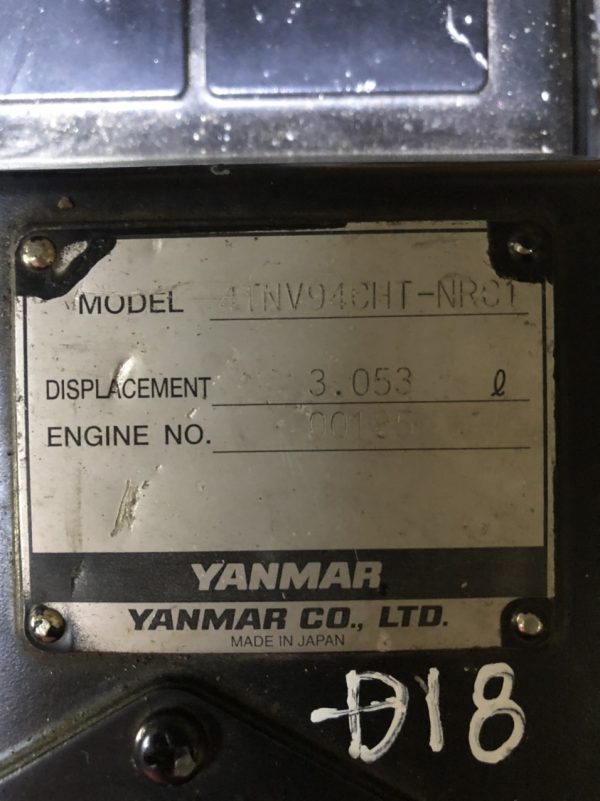 MODEL 4TNV94CHT-NRC1
DISPLACEMENT 3.053 ℓ
ENGINE NO.
YANMAR
YANMAR CO., LTD.
MADE IN JAPAN
D18